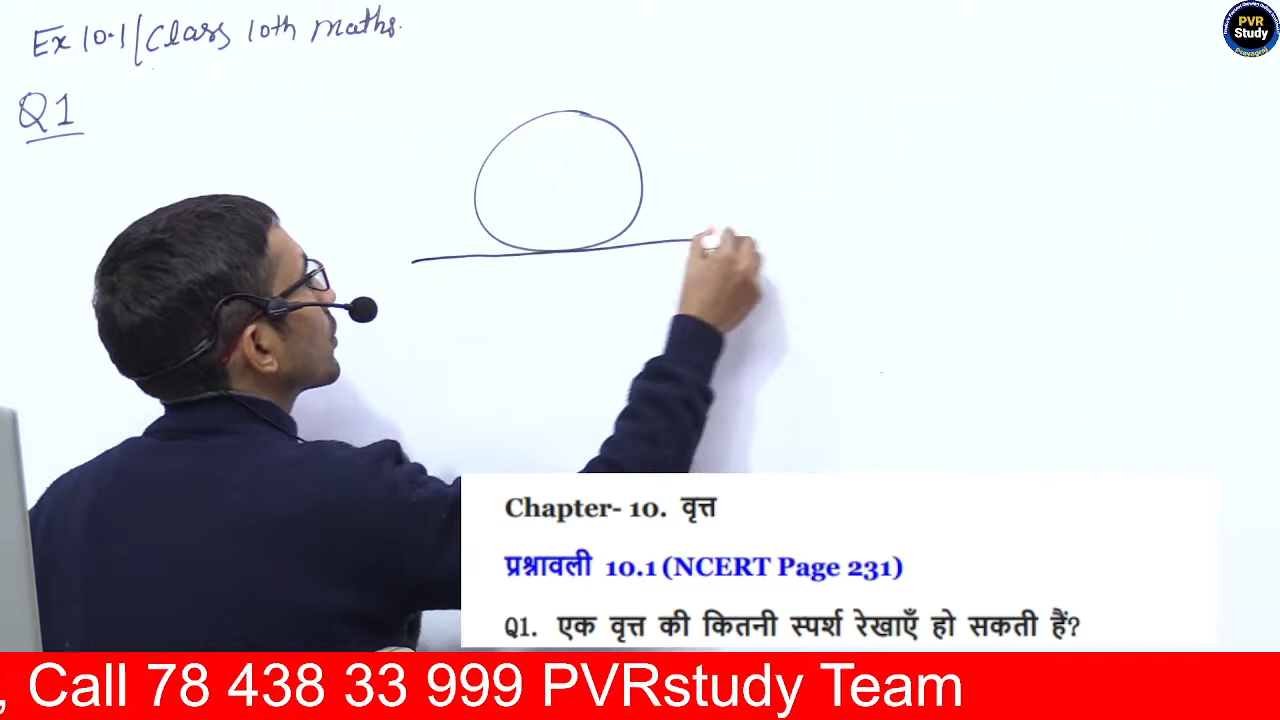 Ex 10.1 | Class 10th Maths.
Q1
PVR
Study
Prayagraj
Chapter- 10. वृत्त
प्रश्नावली 10.1 (NCERT Page 231)
Q1. एक वृत्त की कितनी स्पर्श रेखाएँ हो सकती हैं?
, Call 78 438 33 999 PVRstudy Team